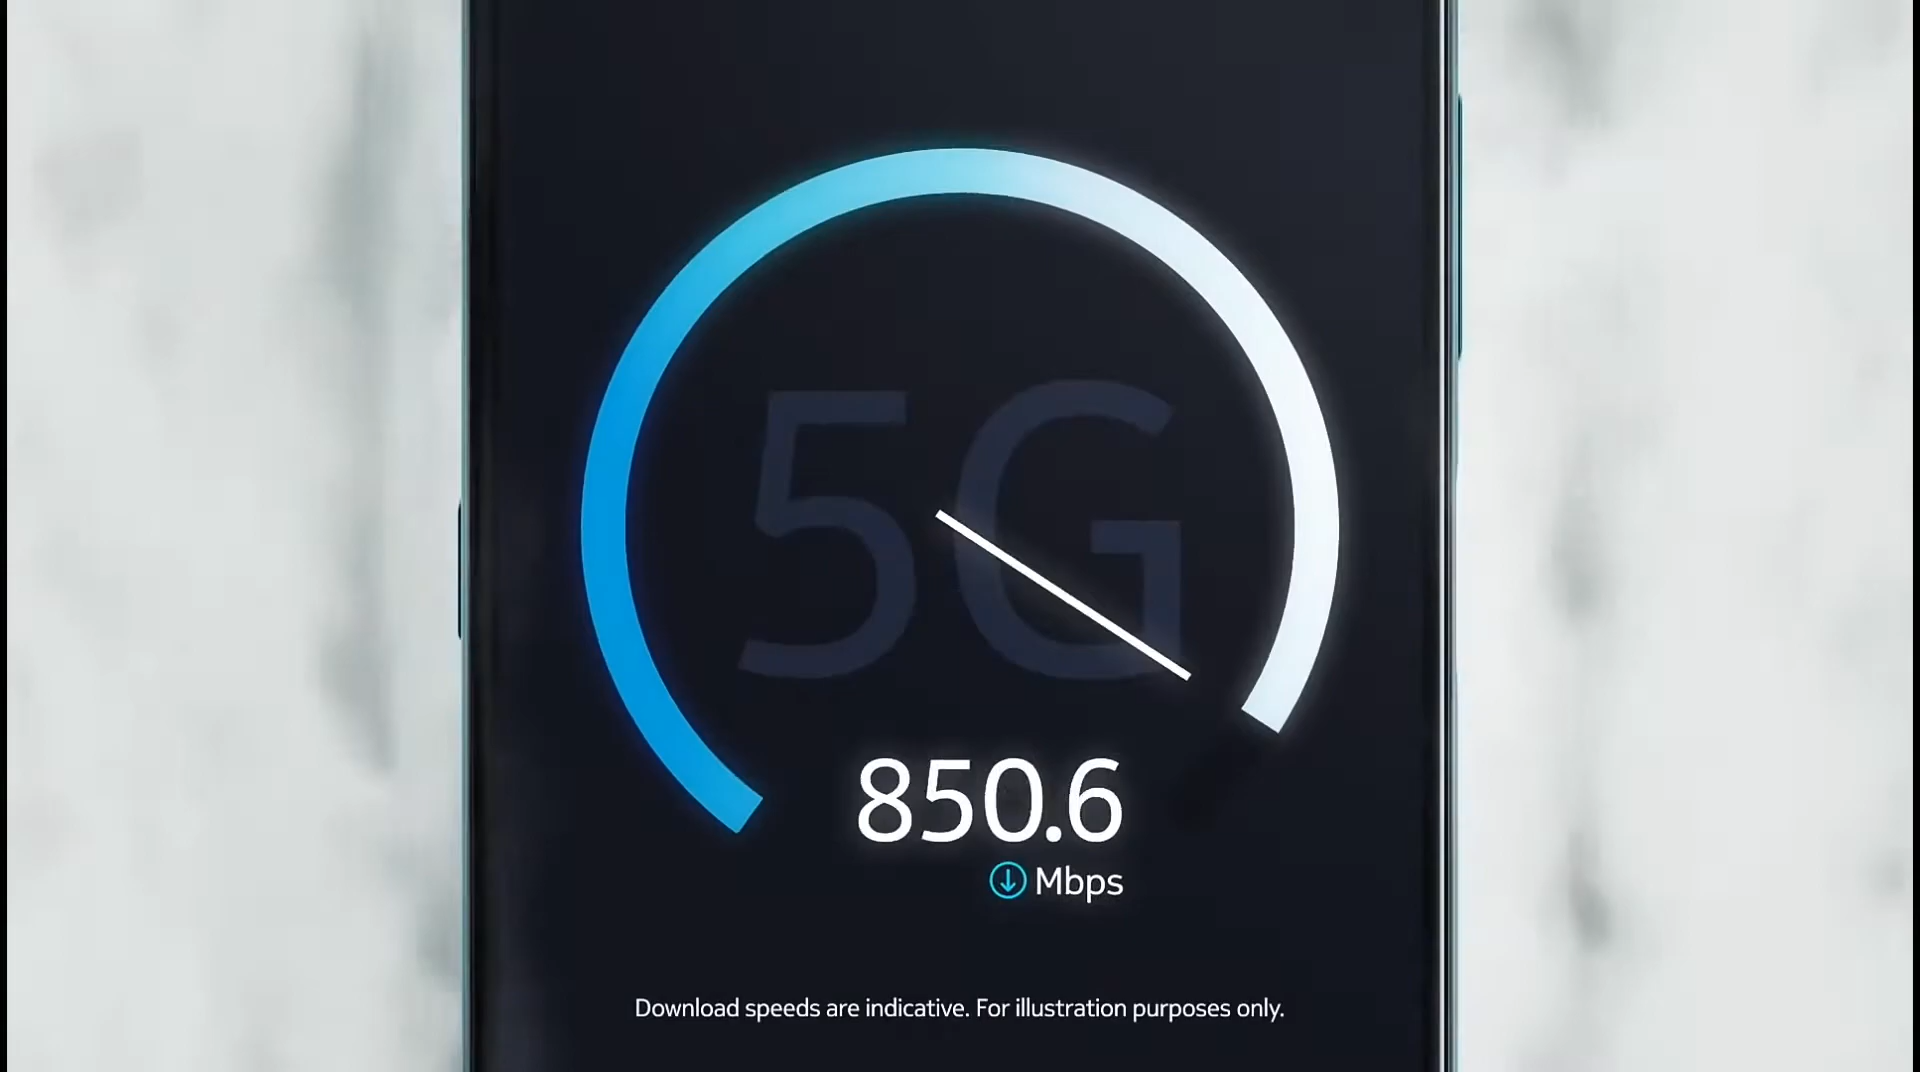 5G
850.6
Mbps
Download speeds are indicative. For illustration purposes only.